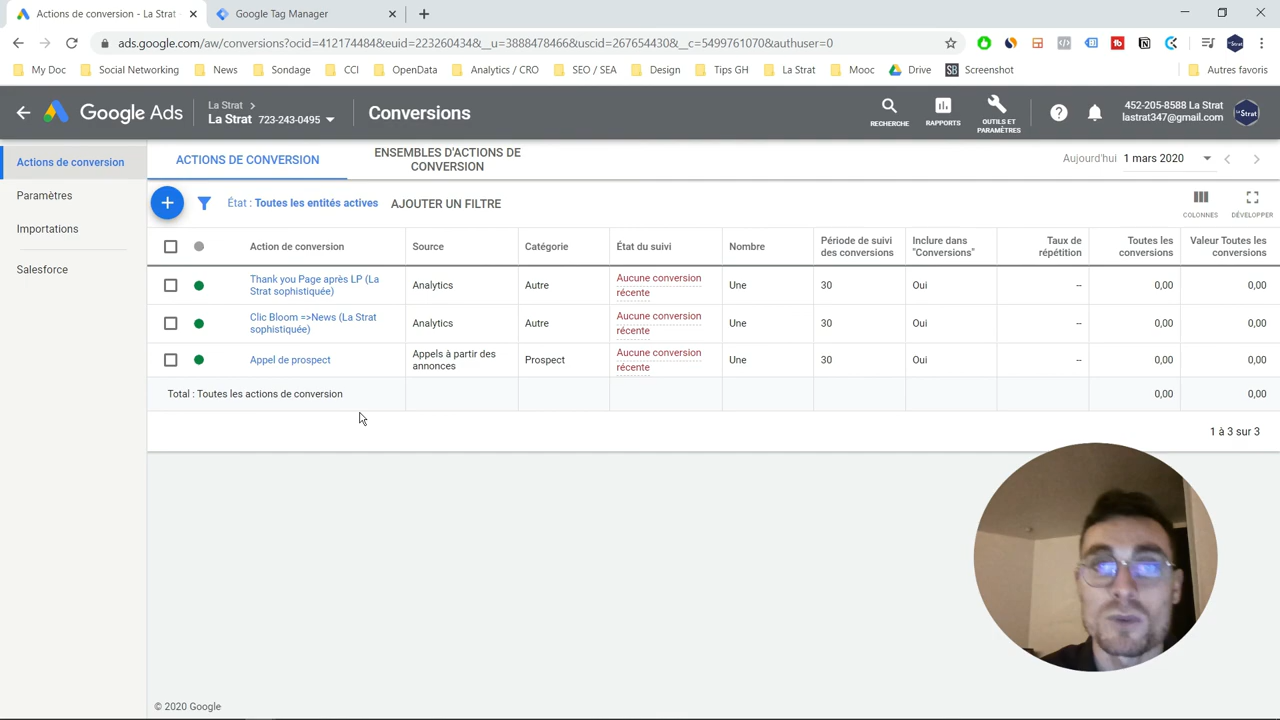 Actions de conversion - La Strat
Google Tag Manager
ads.google.com/aw/conversions?ocid=412174484&euid=223260434&__u=3888478466&uscid=267654430&__c=5499761070&authuser=0
My Doc
Social Networking
News
Sondage
CCI
OpenData
Analytics / CRO
SEO / SEA
Design
Tips GH
La Strat
Mooc
Drive
SB
Screenshot
Autres favoris
Google Ads
La Strat
La Strat 723-243-0495
Conversions
RECHERCHE
RAPPORTS
OUTILS ET
PARAMÈTRES
452-205-8588 La Strat
lastrat347@gmail.com
Strat
Actions de conversion
Paramètres
Importations
Salesforce
ACTIONS DE CONVERSION
ENSEMBLES D'ACTIONS DE
CONVERSION
Aujourd'hui
1 mars 2020
État : Toutes les entités actives
AJOUTER UN FILTRE
COLONNES
DÉVELOPPER
Action de conversion
Source
Catégorie
État du suivi
Nombre
Période de suivi
des conversions
Inclure dans
"Conversions"
Taux de
répétition
Toutes les
conversions
Valeur Toutes les
conversions
Thank you Page après LP (La
Strat sophistiquée)
Analytics
Autre
Aucune conversion
récente
Une
30
Oui
--
0,00
0,00
Clic Bloom =>News (La Strat
sophistiquée)
Analytics
Autre
Aucune conversion
récente
Une
30
Oui
--
0,00
0,00
Appel de prospect
Appels à partir des
annonces
Prospect
Aucune conversion
récente
Une
30
Oui
--
0,00
0,00
Total : Toutes les actions de conversion
0,00
0,00
1 à 3 sur 3
© 2020 Google